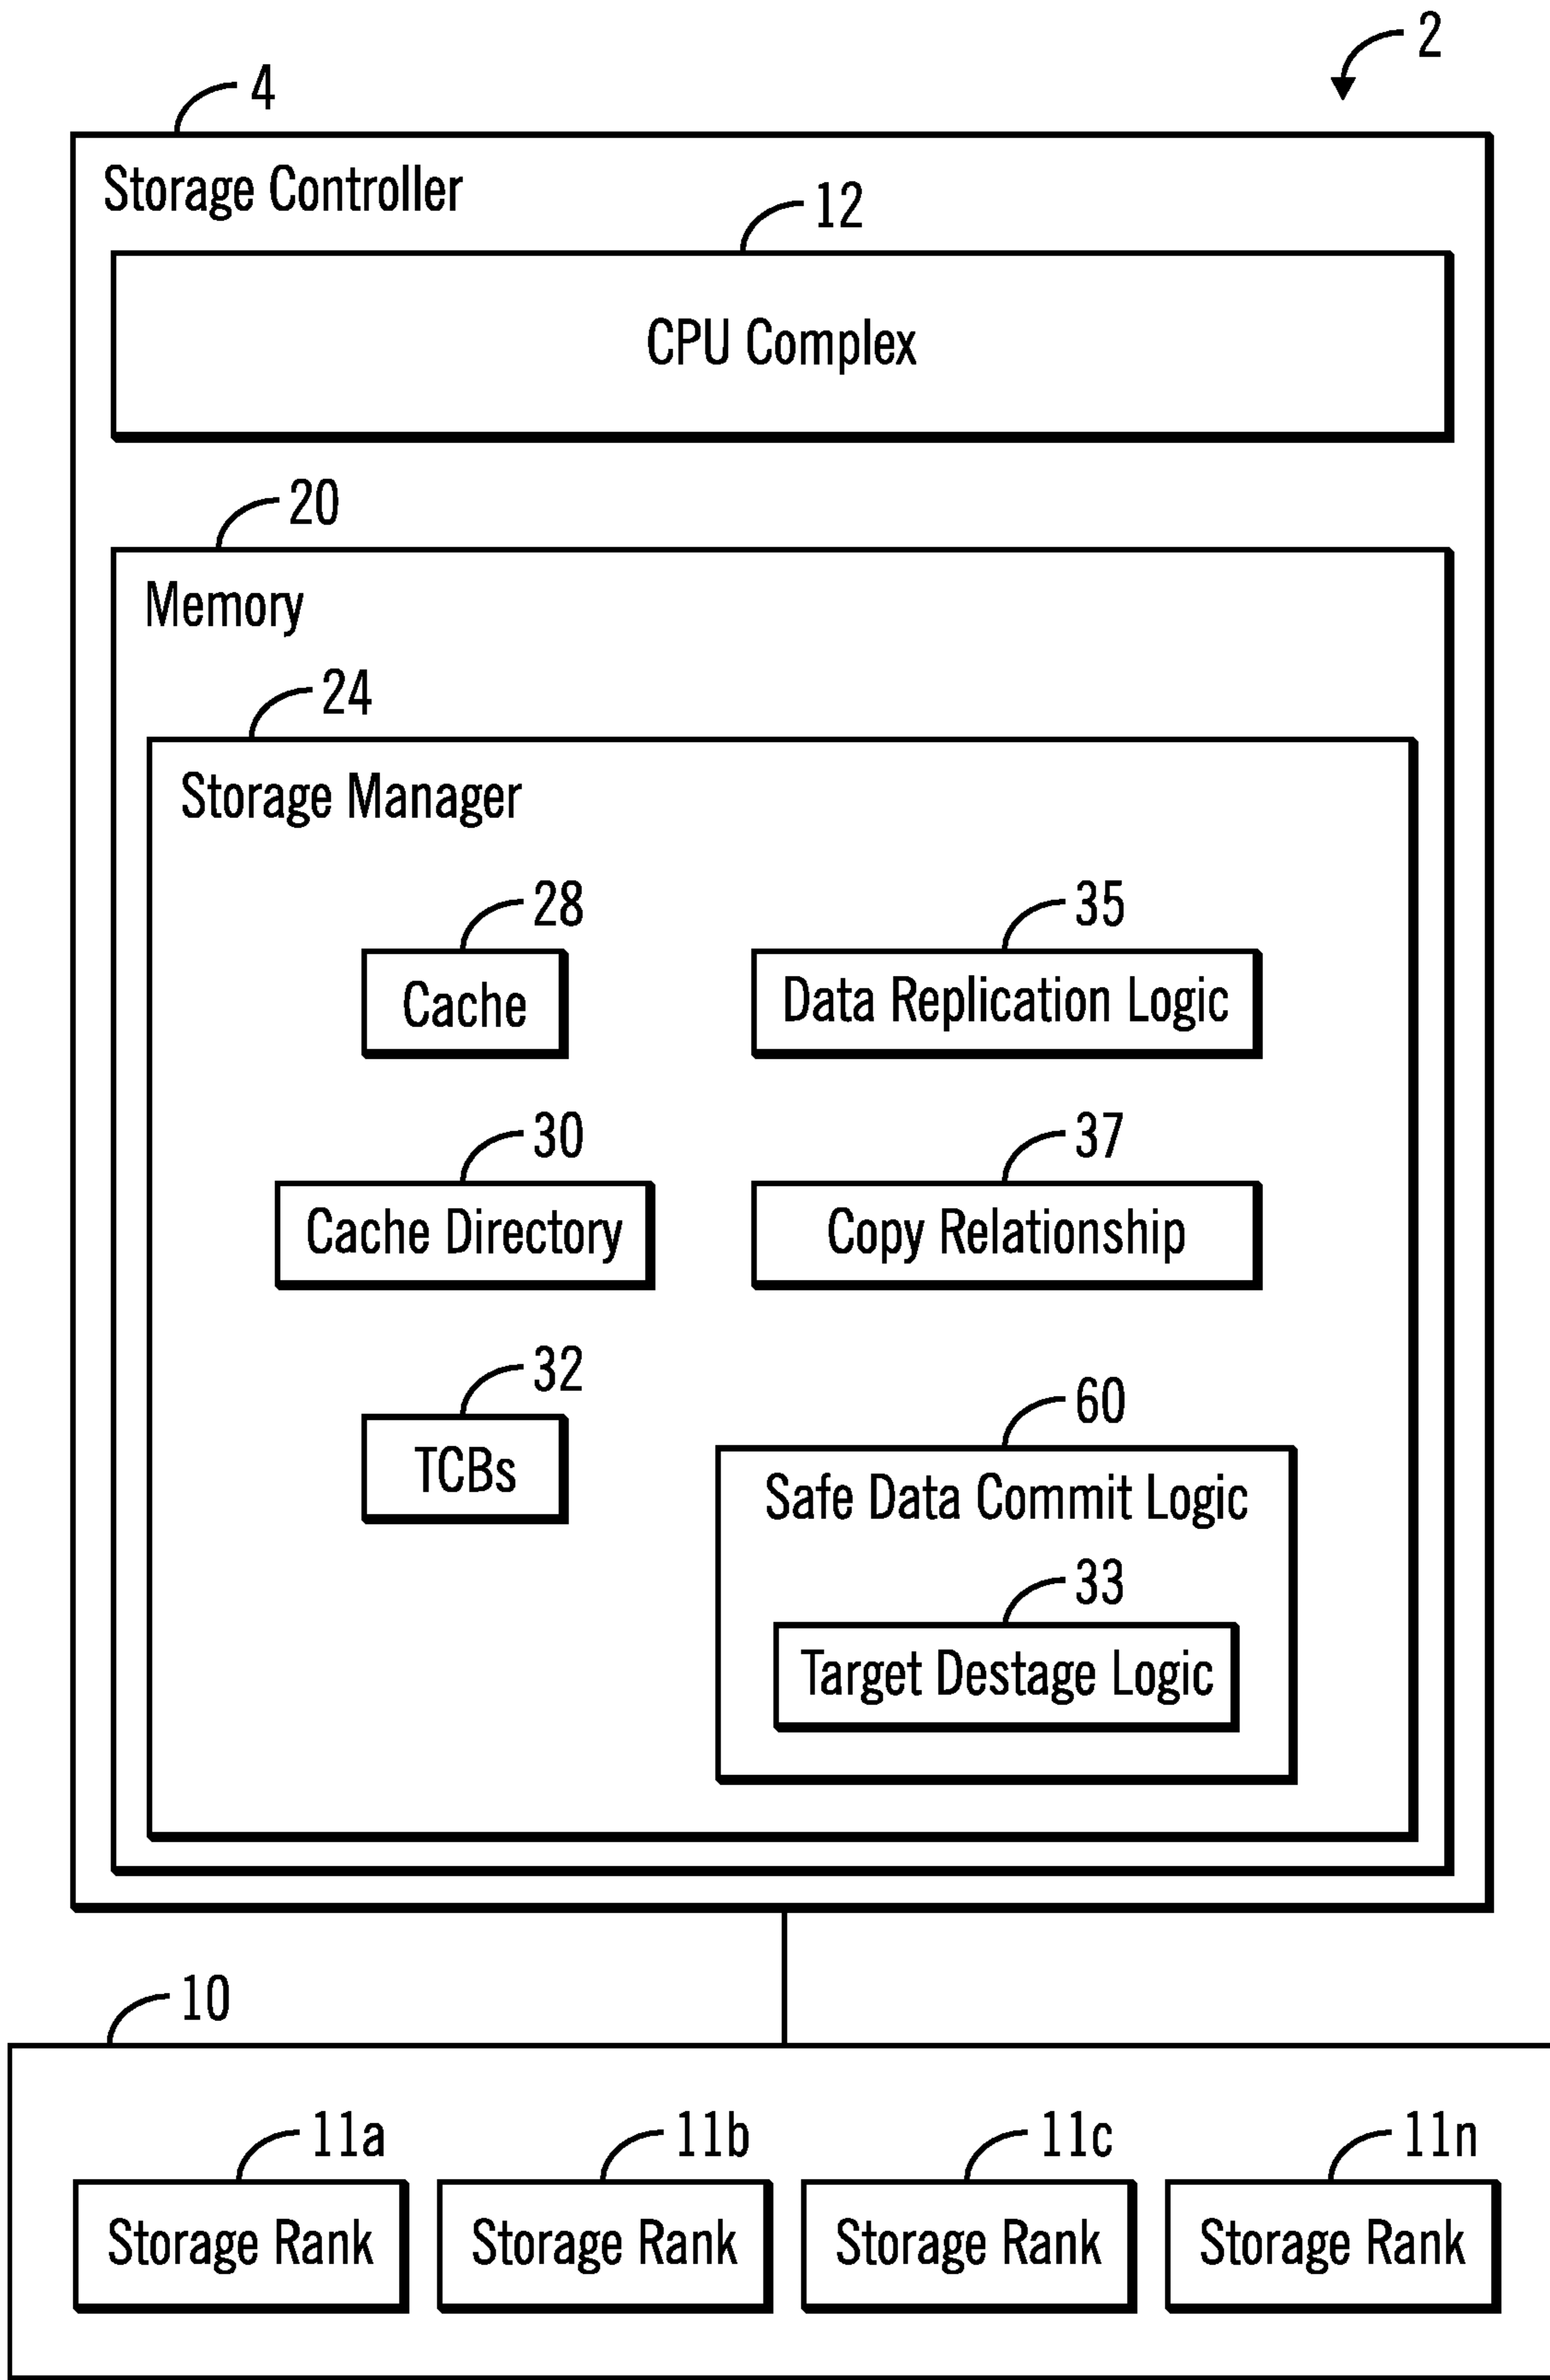 2
4
Storage Controller
12
CPU Complex
20
Memory
24
Storage Manager
28
35
Cache
Data Replication Logic
30
37
Cache Directory
Copy Relationship
32
60
TCBs
Safe Data Commit Logic
33
Target Destage Logic
10
11a
11b
11c
11n
Storage Rank
Storage Rank
Storage Rank
Storage Rank